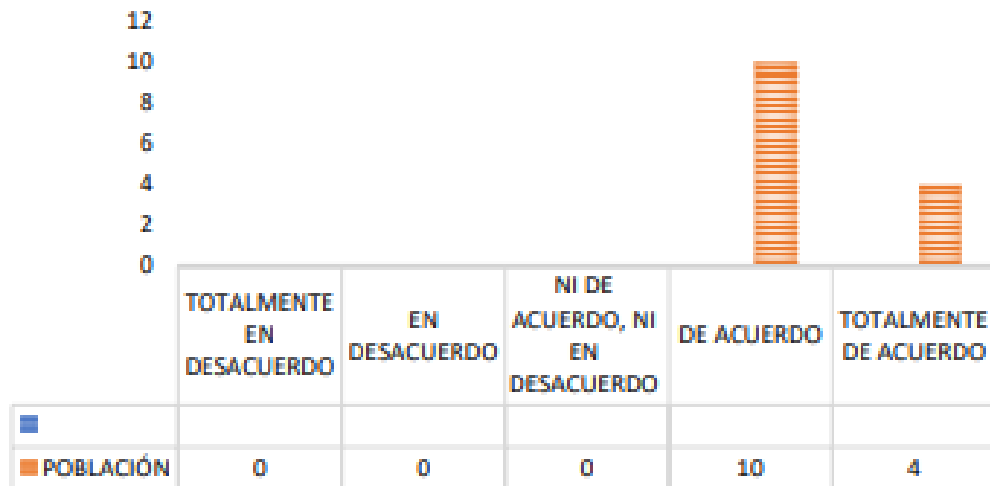 12
10
8
6
4
2
0
TOTALMENTE
EN
DESACUERDO
EN
DESACUERDO
NI DE
ACUERDO, NI
EN
DESACUERDO
DE ACUERDO
TOTALMENTE
DE ACUERDO
POBLACIÓN 0 0 0 10 4